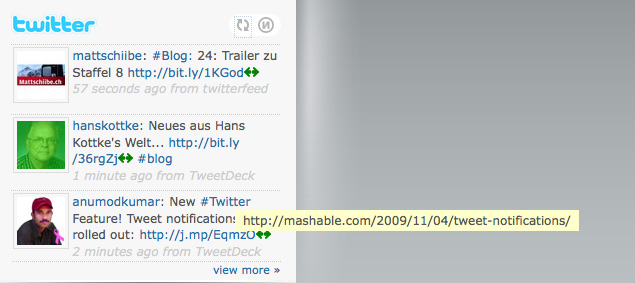 twitter
mattschiibe: #Blog: 24: Trailer zu
Staffel 8 http://bit.ly/1KGod
57 seconds ago from twitterfeed
Mattschiibe.ch
hanskottke: Neues aus Hans
Kottke's Welt... http://bit.ly
/36rgZj #blog
1 minute ago from TweetDeck
anumodkumar: New #Twitter
Feature! Tweet notifications
rolled out: http://j.mp/EqmzO
http://mashable.com/2009/11/04/tweet-notifications/
2 minutes ago from TweetDeck
view more »